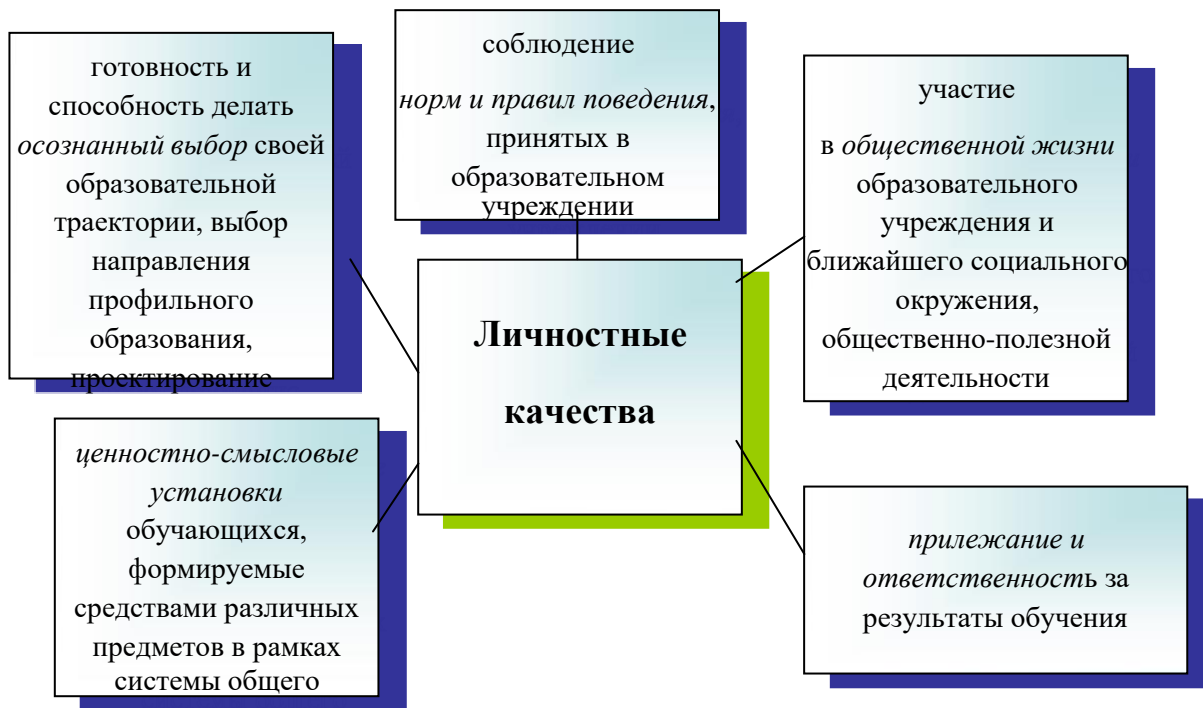 готовность и
способность делать
осознанный выбор своей
образовательной
траектории, выбор
направления
профильного
образования,
проектирование
соблюдение
норм и правил поведения,
принятых в
образовательном
учреждении
участие
в общественной жизни
образовательного
учреждения и
ближайшего социального
окружения,
общественно-полезной
деятельности
Личностные
качества
ценностно-смысловые
установки
обучающихся,
формируемые
средствами различных
предметов в рамках
системы общего
прилежание и
ответственность за
результаты обучения